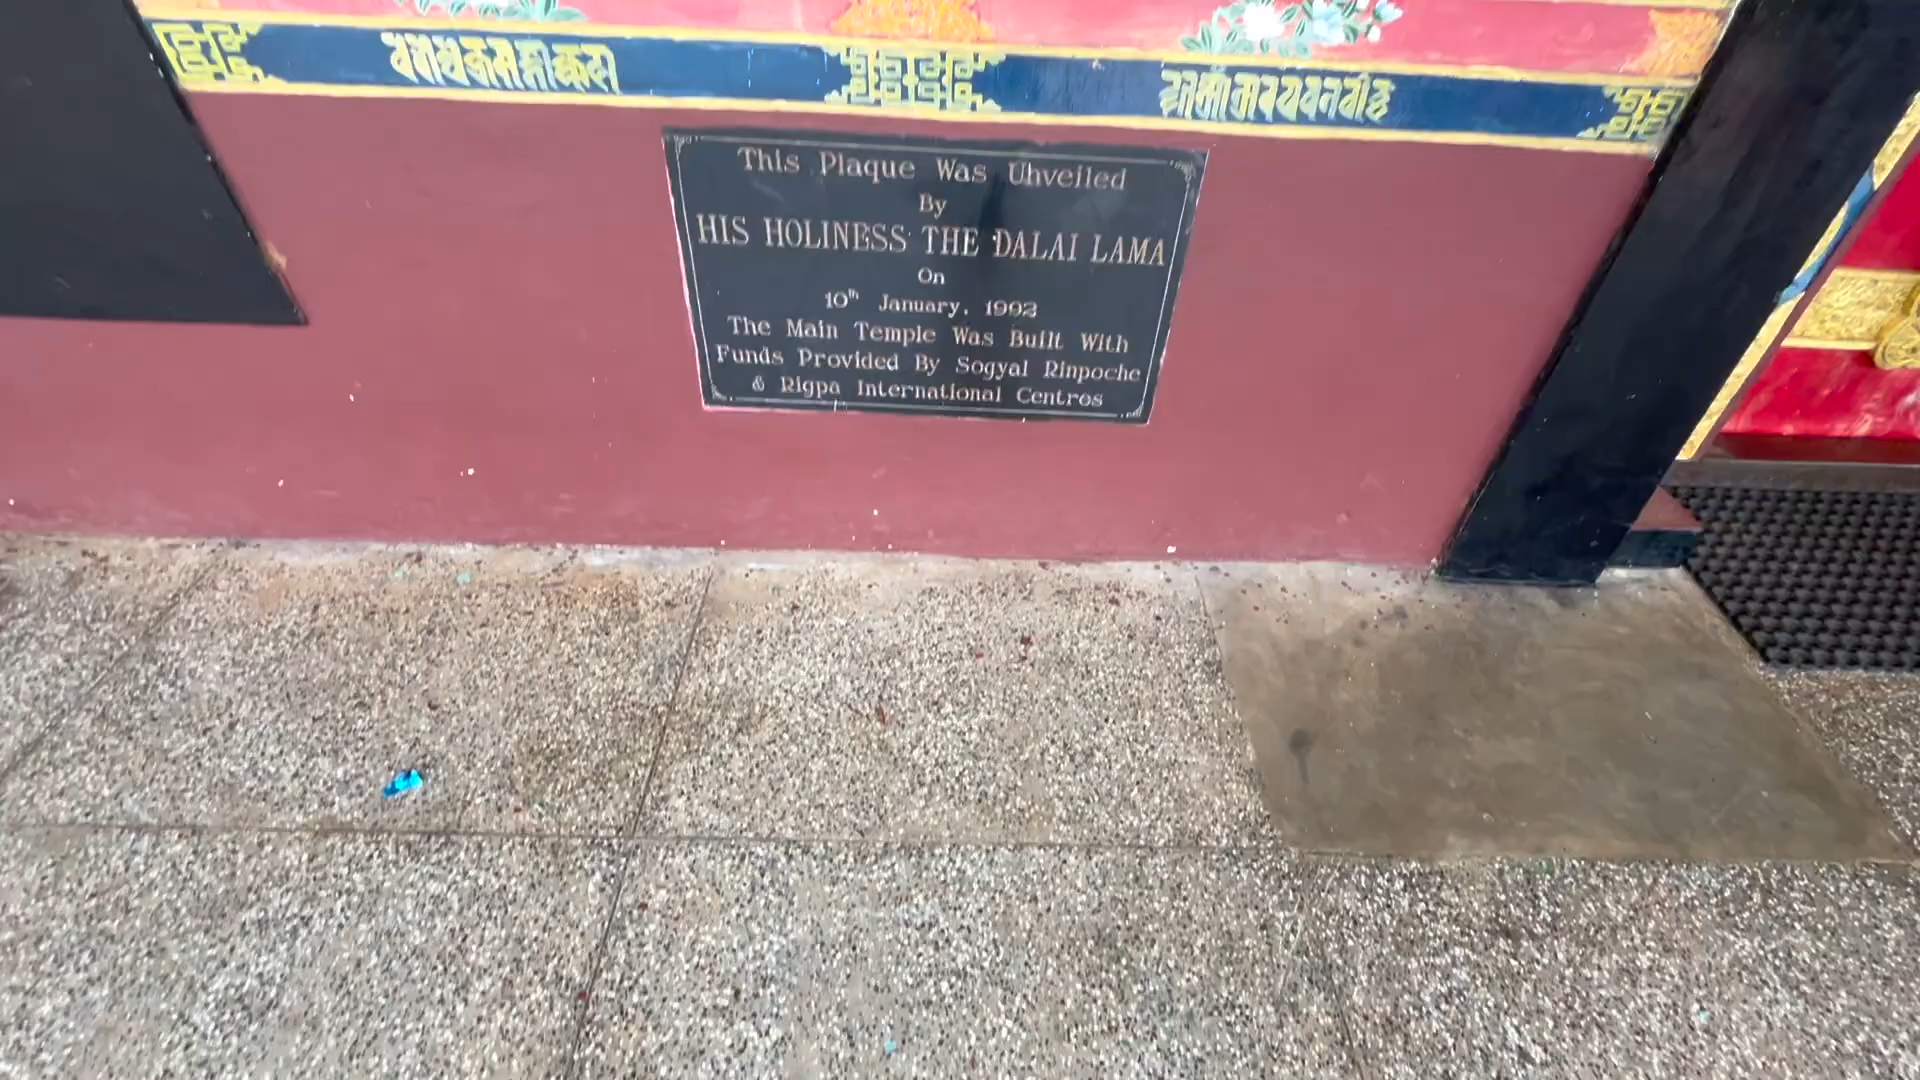 This Plaque Was Unveiled
By
HIS HOLINESS THE DALAI LAMA
On
10th January, 1992
The Main Temple Was Built With
Funds Provided By Sogyal Rinpoche
& Rigpa International Centres